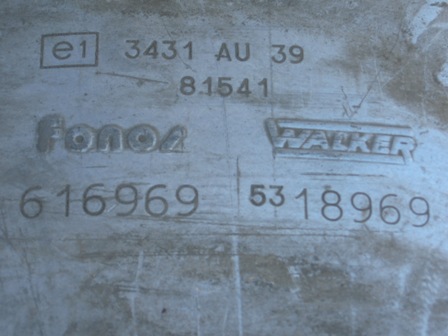 e1 3431 AU 39
81541
Fonos WALKER
616969 53 18969